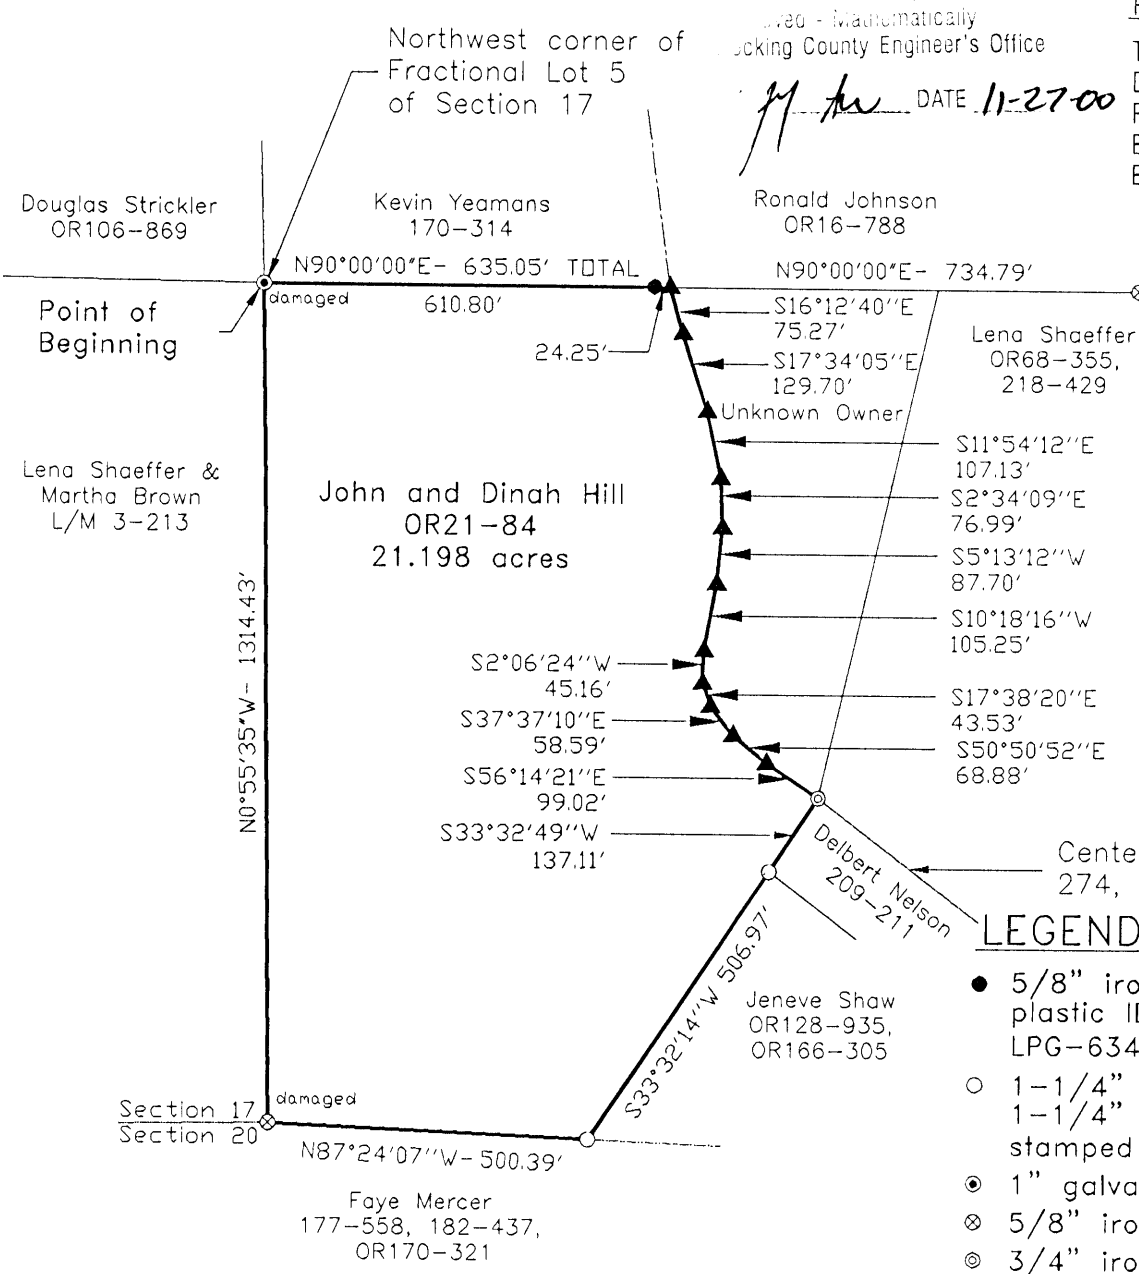 - Mathematically
County Engineer's Office
DATE 11-27-00
Northwest corner of
Fractional Lot 5
of Section 17
Douglas Strickler
OR106-869
Kevin Yeamans
170-314
Ronald Johnson
OR16-788
N90°00'00"E- 635.05' TOTAL
610.80'
24.25'
N90°00'00"E- 734.79'
damaged
Point of
Beginning
S16°12'40''E
75.27'
S17°34'05''E
129.70'
Lena Shaeffer
OR68-355,
218-429
Unknown Owner
S11°54'12''E
107.13'
S2°34'09''E
76.99'
S5°13'12''W
87.70'
S10°18'16''W
105.25'
Lena Shaeffer &
Martha Brown
L/M 3-213
John and Dinah Hill
OR21-84
21.198 acres
N0°55'35"W- 1314.43'
S2°06'24''W
45.16'
S37°37'10''E
58.59'
S56°14'21''E
99.02'
S33°32'49''W
137.11'
S17°38'20''E
43.53'
S50°50'52''E
68.88'
Delbert Nelson
209-211
Cente
274,
S33°32'14''W 506.97'
Jeneve Shaw
OR128-935,
OR166-305
damaged
Section 17
Section 20
N87°24'07''W-500.39'
Faye Mercer
177-558, 182-437,
OR170-321
LEGEND
5/8" iro
plastic I
LPG-634
1-1/4"
1-1/4"
stamped
1" galva
5/8" iro
3/4" iro